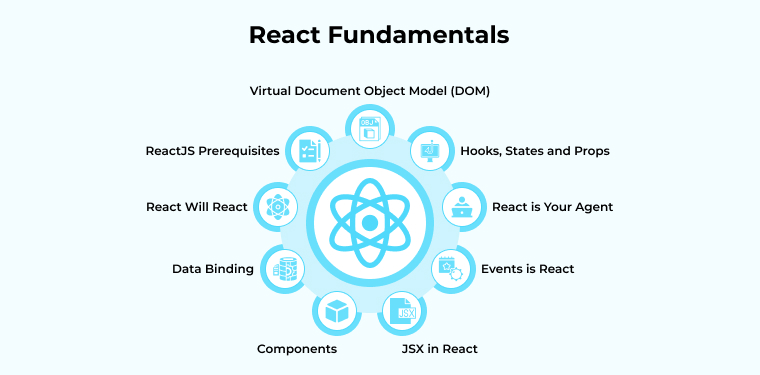 React Fundamentals
Virtual Document Object Model (DOM)
OBJ
ReactJS Prerequisites
Hooks, States and Props
React Will React
React is Your Agent
Data Binding
Events is React
JSX
Components
JSX in React